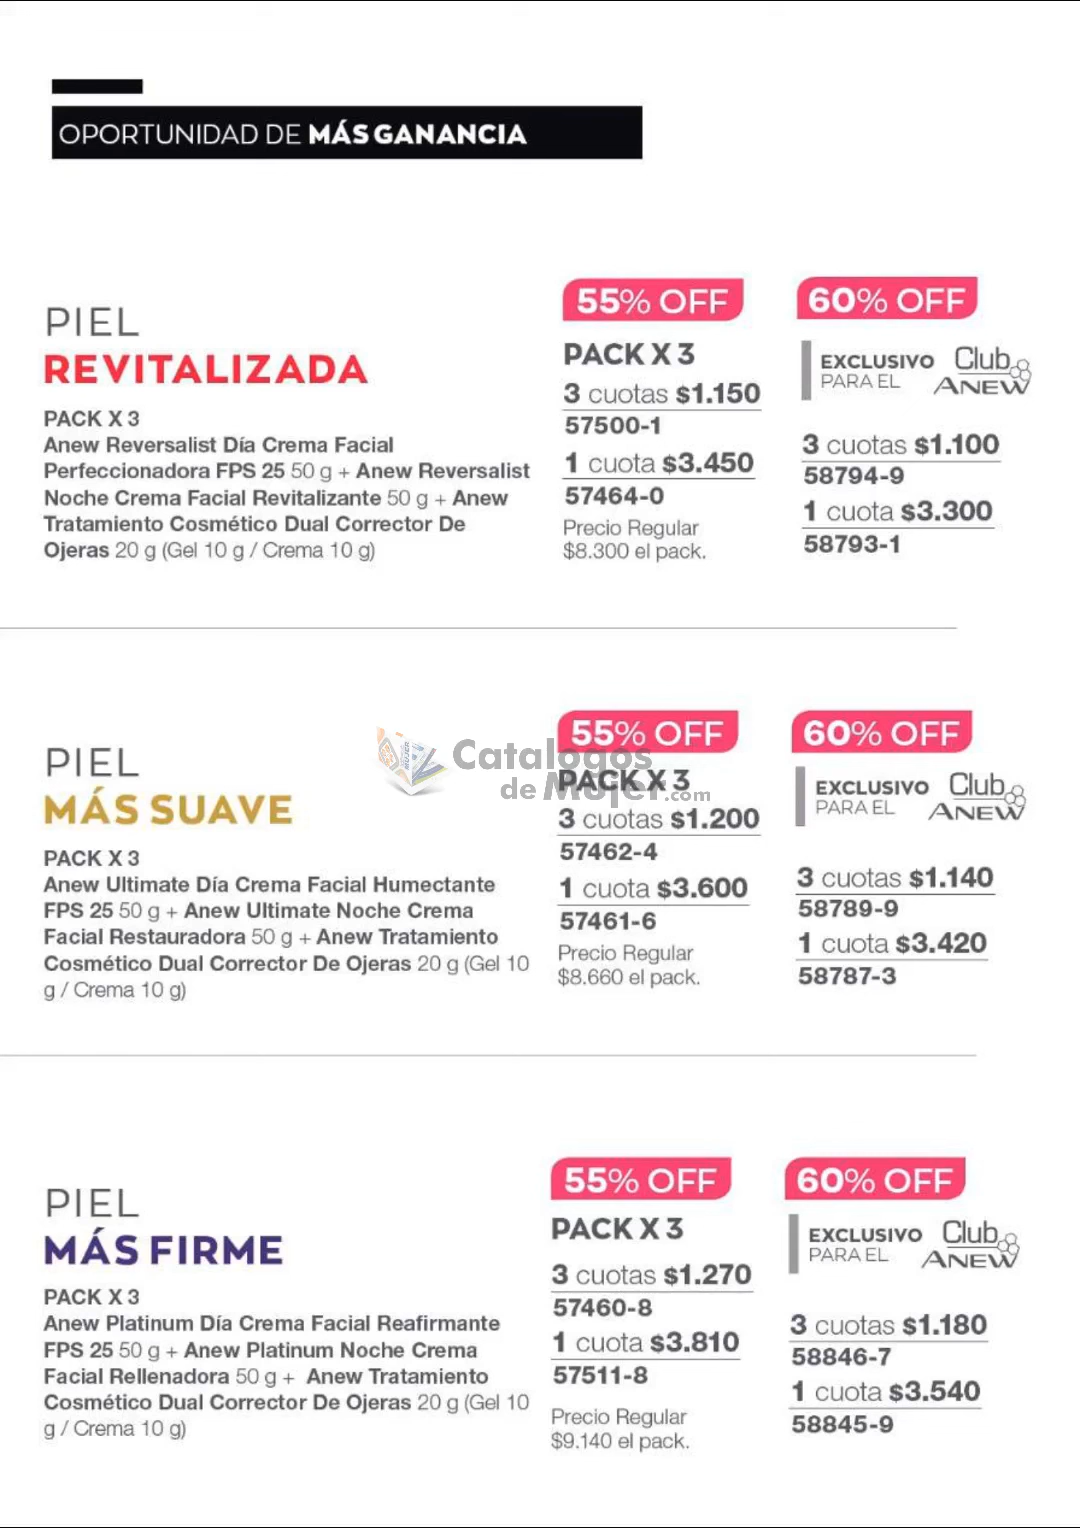 OPORTUNIDAD DE MÁS GANANCIA
PIEL
REVITALIZADA
PACK X 3
Anew Reversalist Día Crema Facial
Perfeccionadora FPS 25 50 g + Anew Reversalist
Noche Crema Facial Revitalizante 50 g + Anew
Tratamiento Cosmético Dual Corrector De
Ojeras 20 g (Gel 10 g / Crema 10 g)
55% OFF
PACK X 3
3 cuotas $1.150
57500-1
1 cuota $3.450
57464-0
Precio Regular
$8.300 el pack.
60% OFF
EXCLUSIVO
PARA EL
Club
ANEW
3 cuotas $1.100
58794-9
1 cuota $3.300
58793-1
PIEL
MÁS SUAVE
PACK X 3
Anew Ultimate Día Crema Facial Humectante
FPS 25 50 g + Anew Ultimate Noche Crema
Facial Restauradora 50 g + Anew Tratamiento
Cosmético Dual Corrector De Ojeras 20 g (Gel 10
g / Crema 10 g)
MUJER
Catalogos
de Mujer.com
55% OFF
PACK X 3
3 cuotas $1.200
57462-4
1 cuota $3.600
57461-6
Precio Regular
$8.660 el pack.
60% OFF
EXCLUSIVO
PARA EL
Club
ANEW
3 cuotas $1.140
58789-9
1 cuota $3.420
58787-3
PIEL
MÁS FIRME
PACK X 3
Anew Platinum Día Crema Facial Reafirmante
FPS 25 50 g + Anew Platinum Noche Crema
Facial Rellenadora 50 g + Anew Tratamiento
Cosmético Dual Corrector De Ojeras 20 g (Gel 10
g / Crema 10 g)
55% OFF
PACK X 3
3 cuotas $1.270
57460-8
1 cuota $3.810
57511-8
Precio Regular
$9.140 el pack.
60% OFF
EXCLUSIVO
PARA EL
Club
ANEW
3 cuotas $1.180
58846-7
1 cuota $3.540
58845-9